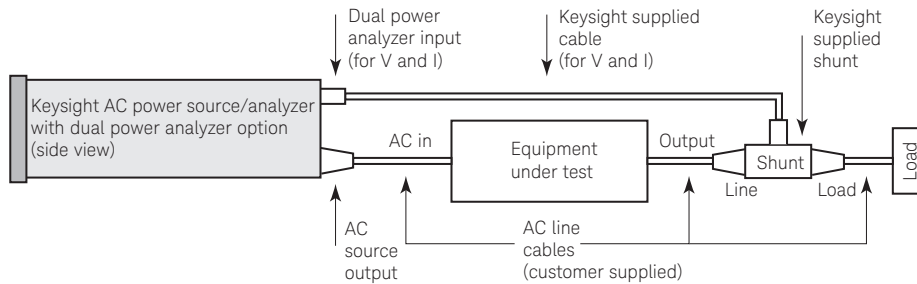 Dual power
analyzer input
(for V and I)
Keysight supplied
cable
(for V and I)
Keysight
supplied
shunt
Keysight AC power source/analyzer
with dual power analyzer option
(side view)
AC in
Equipment
under test
Output
Shunt
Line
Load
Load
AC
source
output
AC line
cables
(customer supplied)